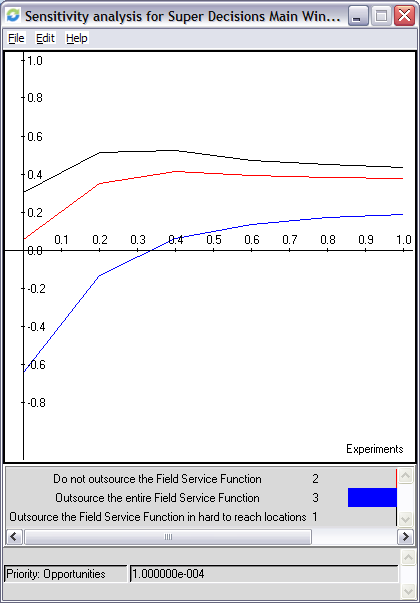 Sensitivity analysis for Super Decisions Main Win...
File Edit Help
1.0
0.8
0.6
0.4
0.2
0.0 0.1 0.2 0.3 0.4 0.5 0.6 0.7 0.8 0.9 1.0
-0.2
-0.4
-0.6
-0.8
Experiments
Do not outsource the Field Service Function 2
Outsource the entire Field Service Function 3
Outsource the Field Service Function in hard to reach locations 1
Priority: Opportunities 1.000000e-004